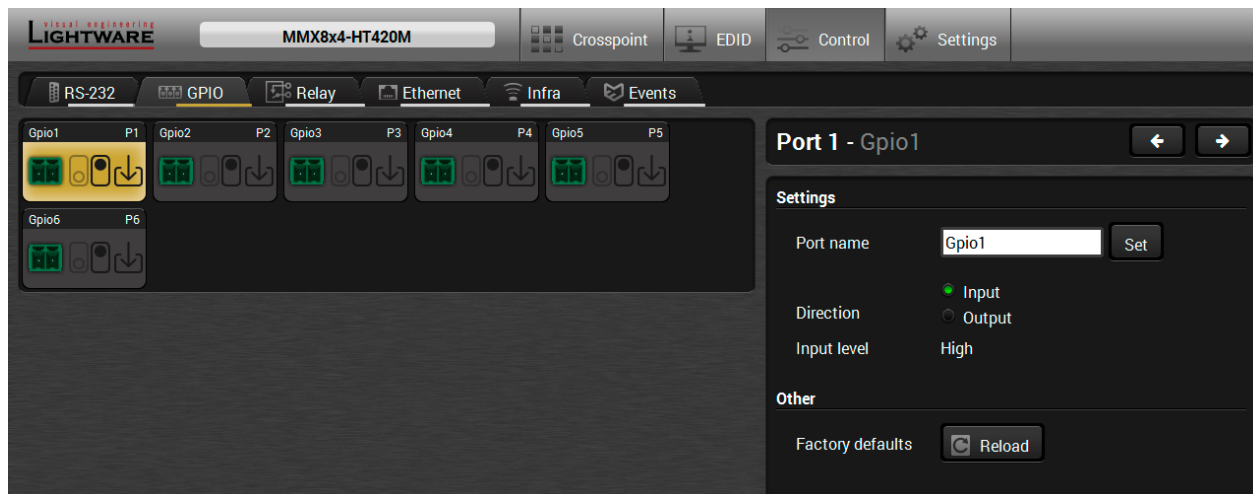 visual engineering
LIGHTWARE
MMX8x4-HT420M
Crosspoint
EDID
Control
Settings
RS-232
GPIO
Relay
Ethernet
Infra
Events
Gpio1 P1
Gpio2 P2
Gpio3 P3
Gpio4 P4
Gpio5 P5
Gpio6 P6
Port 1 - Gpio1
Settings
Port name
Gpio1
Set
Direction
Input
Output
Input level
High
Other
Factory defaults
Reload